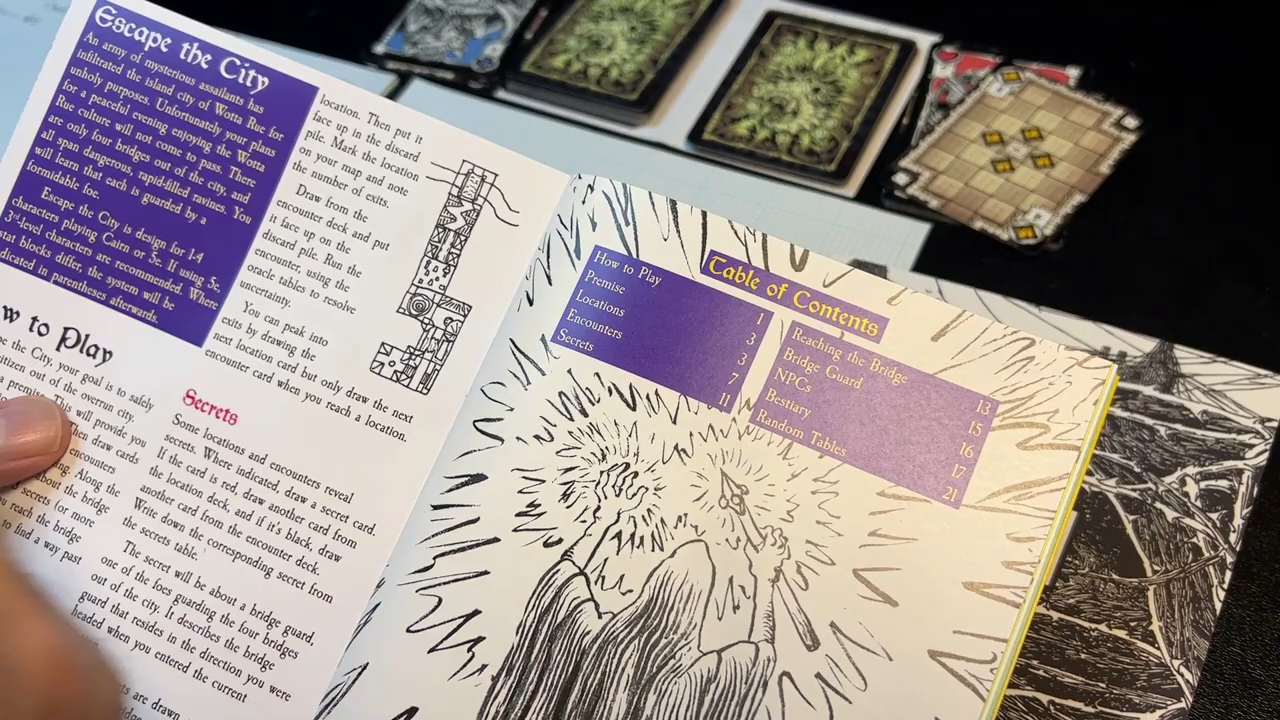 Escape the City
An army of mysterious assailants has
infiltrated the island city of Wotta Rue for
unholy purposes. Unfortunately your plans
for a peaceful evening enjoying the Wotta
Rue culture will not come to pass. There
are only four bridges out of the city, and
all span dangerous, rapid-filled ravines. You
will learn that each is guarded by a
formidable foe.
Escape the City is design for 1-4
characters playing Cairn or 5e. If using 5e,
3rd-level characters are recommended. Where
stat blocks differ, the system will be
dicated in parentheses afterwards.
w to Play
pe the City, your goal is to safely
itizen out of the overrun city.
a premise. This will provide you
Then draw cards
encounters
ing. Along the
bout the bridge
secrets for more
u reach the bridge
to find a way past
location. Then put it
face up in the discard
pile. Mark the location
on your map and note
the number of exits.
Draw from the
encounter deck and put
it face up on the
discard pile. Run the
encounter, using the
oracle tables to resolve
uncertainty.
You can peak into
exits by drawing the
next location card but only draw the next
encounter card when you reach a location.
Secrets
Some locations and encounters reveal
secrets. Where indicated, draw a secret card.
If the card is red, draw another card from
the location deck, and if it's black, draw
another card from the encounter deck.
Write down the corresponding secret from
the secrets table.
The secret will be about a bridge guard,
one of the foes guarding the four bridges
out of the city. It describes the bridge
guard that resides in the direction you were
headed when you entered the current
ts are drawn
Table of Contents
How to Play 1
Premise 3
Locations 3
Encounters 7
Secrets 11
Reaching the Bridge 13
Bridge Guard 15
NPCs 16
Bestiary 17
Random Tables 21